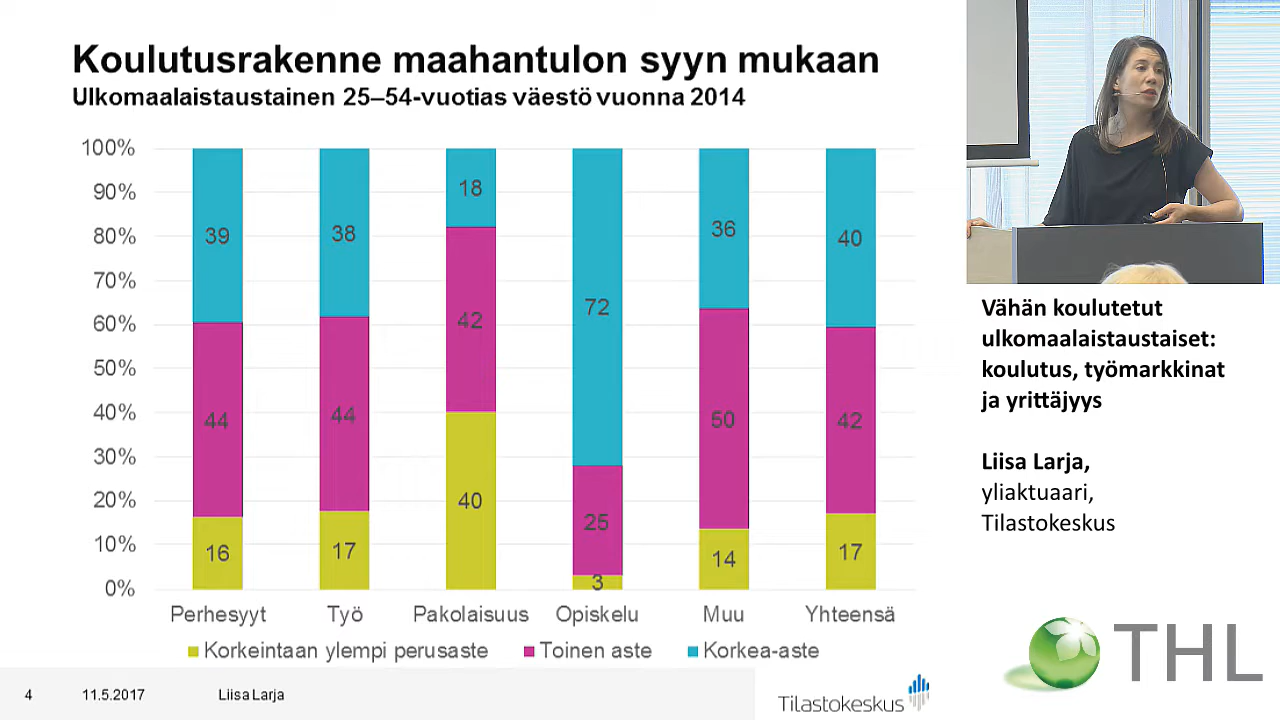 Koulutusrakenne maahantulon syyn mukaan
Ulkomaalaistaustainen 25–54-vuotias väestö vuonna 2014
100%
90%
80%
70%
60%
50%
40%
30%
20%
10%
0%
39
44
16
38
44
17
18
42
40
72
25
3
36
50
14
40
42
17
Perhesyyt Työ Pakolaisuus Opiskelu Muu Yhteensä
Korkeintaan ylempi perusaste Toinen aste Korkea-aste
4 11.5.2017 Liisa Larja
Tilastokeskus
Vähän koulutetut
ulkomaalaistaustaiset:
koulutus, työmarkkinat
ja yrittäjyys
Liisa Larja,
yliaktuaari,
Tilastokeskus
THL